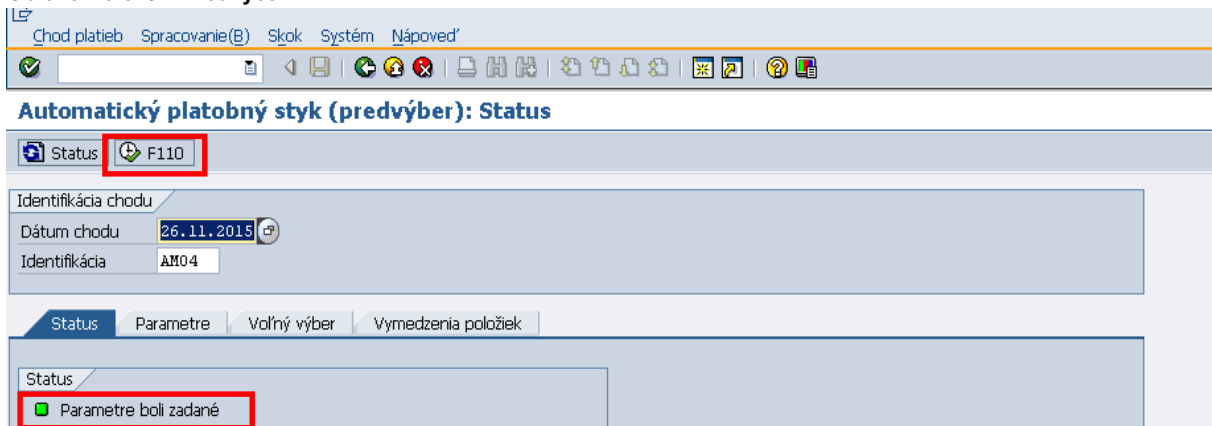 Chod platieb Spracovanie(B) Skok Systém Nápoveď
Automatický platobný styk (predvýber): Status
Status F110
Identifikácia chodu
Dátum chodu 26.11.2015
Identifikácia AM04
Status Parametre Voľný výber Vymedzenia položiek
Status
Parametre boli zadané